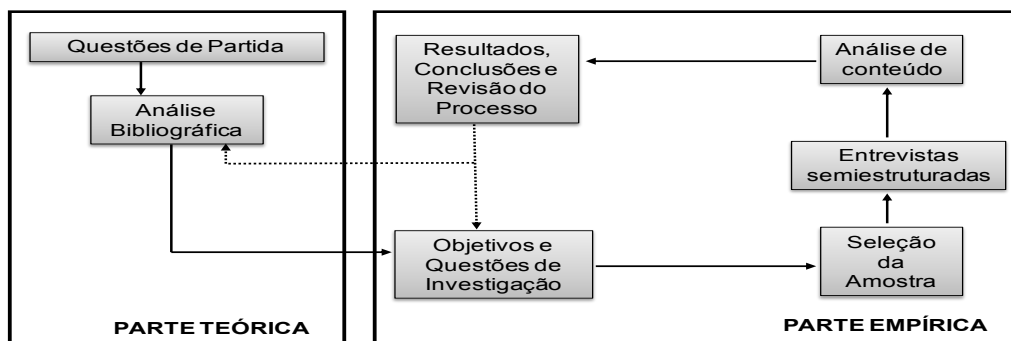 Questões de Partida
Análise
Bibliográfica
PARTE TEÓRICA
Resultados,
Conclusões e
Revisão do
Processo
Objetivos e
Questões de
Investigação
Análise de
conteúdo
Entrevistas
semiestruturadas
Seleção
da
Amostra
PARTE EMPÍRICA